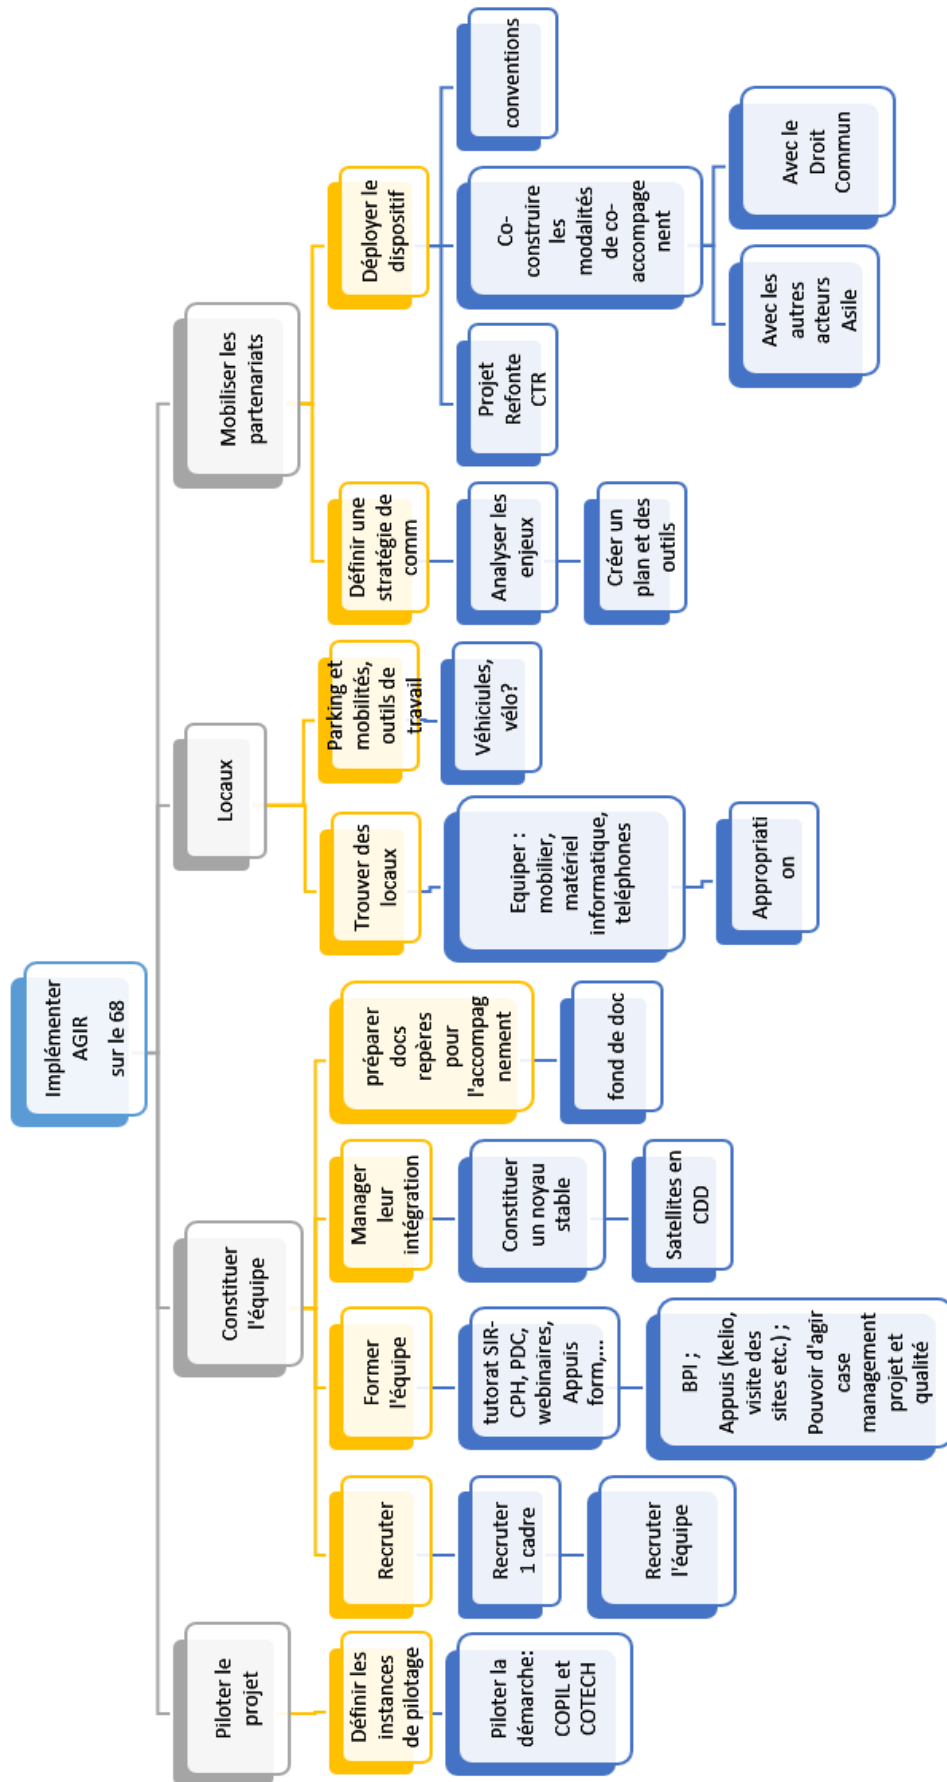 Implémenter
AGIR
sur le 68
Piloter le
projet
Définir les
instances
de pilotage
Piloter la
démarche:
COPIL et
COTECH
Constituer
l'équipe
Recruter
Recruter
1 cadre
Recruter
l'équipe
Former
l'équipe
tutorat SIR-
CPH, PDC,
webinaires,
Appuis
form,...
BPI ;
Appuis (kelio,
visite des
sites etc.) ;
Pouvoir d'agir
case
management
projet et
qualité
Manager
leur
intégration
Constituer
un noyau
stable
Satellites en
CDD
préparer
docs
repères
pour
l'accompag
nement
fond de doc
Locaux
Trouver des
locaux
Equiper :
mobilier,
matériel
informatique,
teléphones
Appropriati
on
Parking et
mobilités,
outils de
travail
Véhiciules,
vélo?
Mobiliser les
partenariats
Définir une
stratégie de
comm
Analyser les
enjeux
Créer un
plan et des
outils
Déployer le
dispositif
Projet
Refonte
CTR
Co-
construire
les
modalités
de co-
accompage
nent
Avec les
autres
acteurs
Asile
Avec le
Droit
Commun
conventions